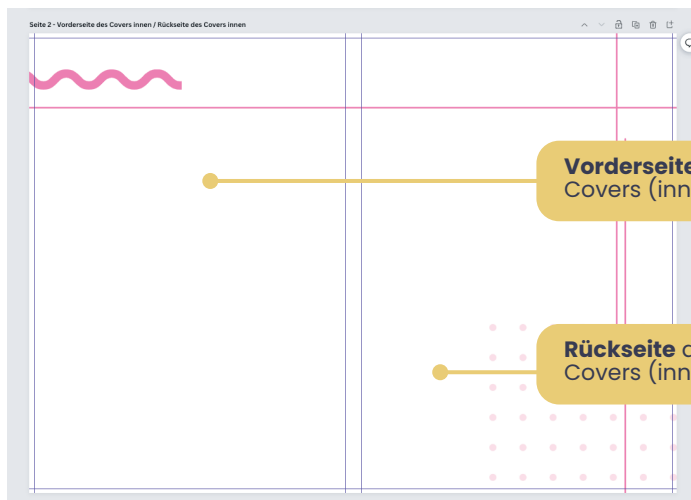 Seite 2 - Vorderseite des Covers innen / Rückseite des Covers innen
Vorderseite
Covers (inn
Rückseite d
Covers (inn